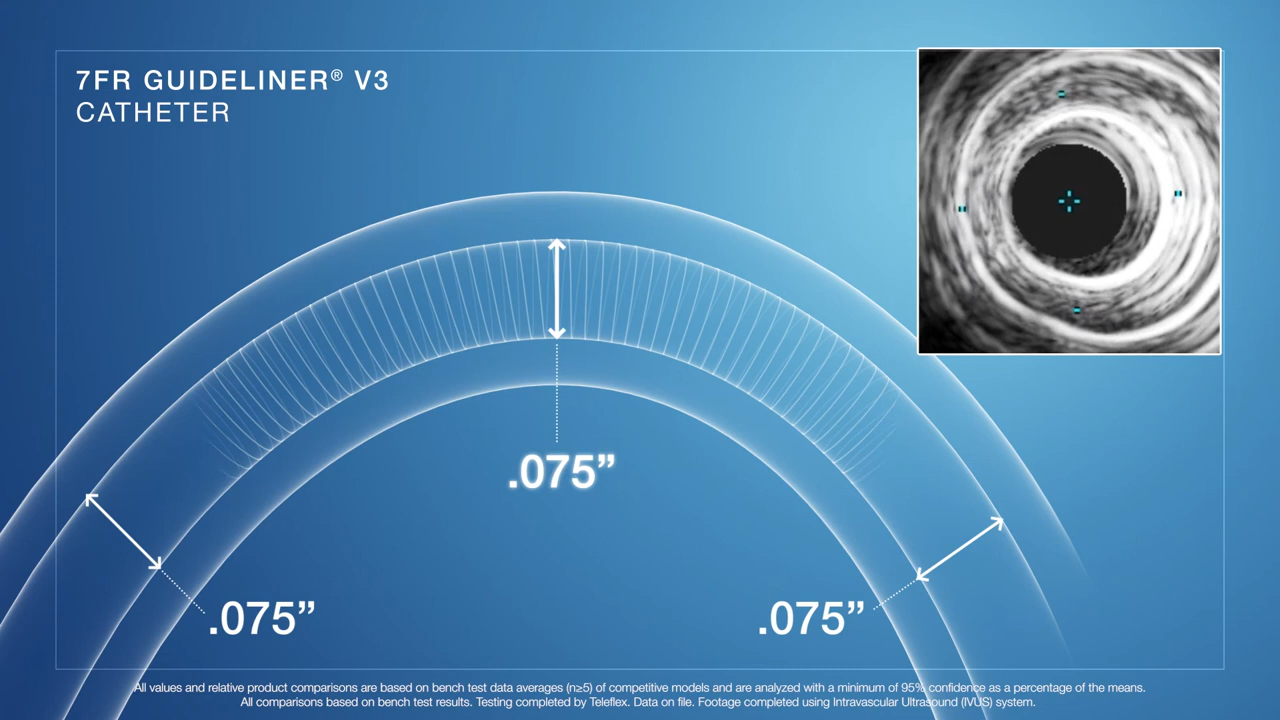 7FR GUIDELINER® V3
CATHETER
.075”
.075”
.075”
All values and relative product comparisons are based on bench test data averages (n≥5) of competitive models and are analyzed with a minimum of 95% confidence as a percentage of the means.
All comparisons based on bench test results. Testing completed by Teleflex. Data on file. Footage completed using Intravascular Ultrasound (IVUS) system.